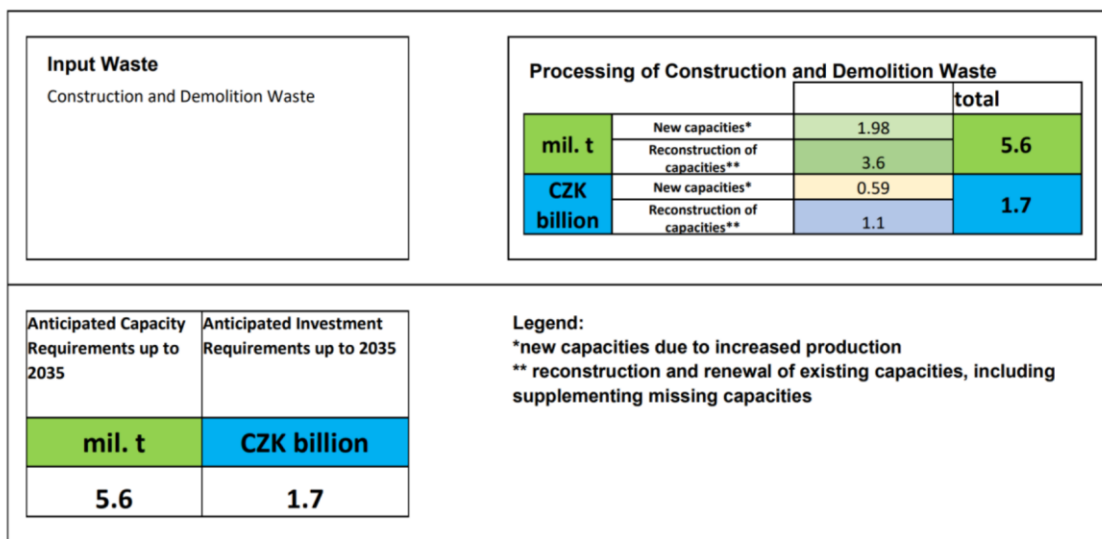 Input Waste
Construction and Demolition Waste
Processing of Construction and Demolition Waste
total
mil. t
New capacities*
1.98
5.6
Reconstruction of
capacities**
3.6
CZK
billion
New capacities*
0.59
1.7
Reconstruction of
capacities**
1.1
Anticipated Capacity
Requirements up to
2035
Anticipated Investment
Requirements up to 2035
mil. t
CZK billion
5.6
1.7
Legend:
*new capacities due to increased production
** reconstruction and renewal of existing capacities, including
supplementing missing capacities